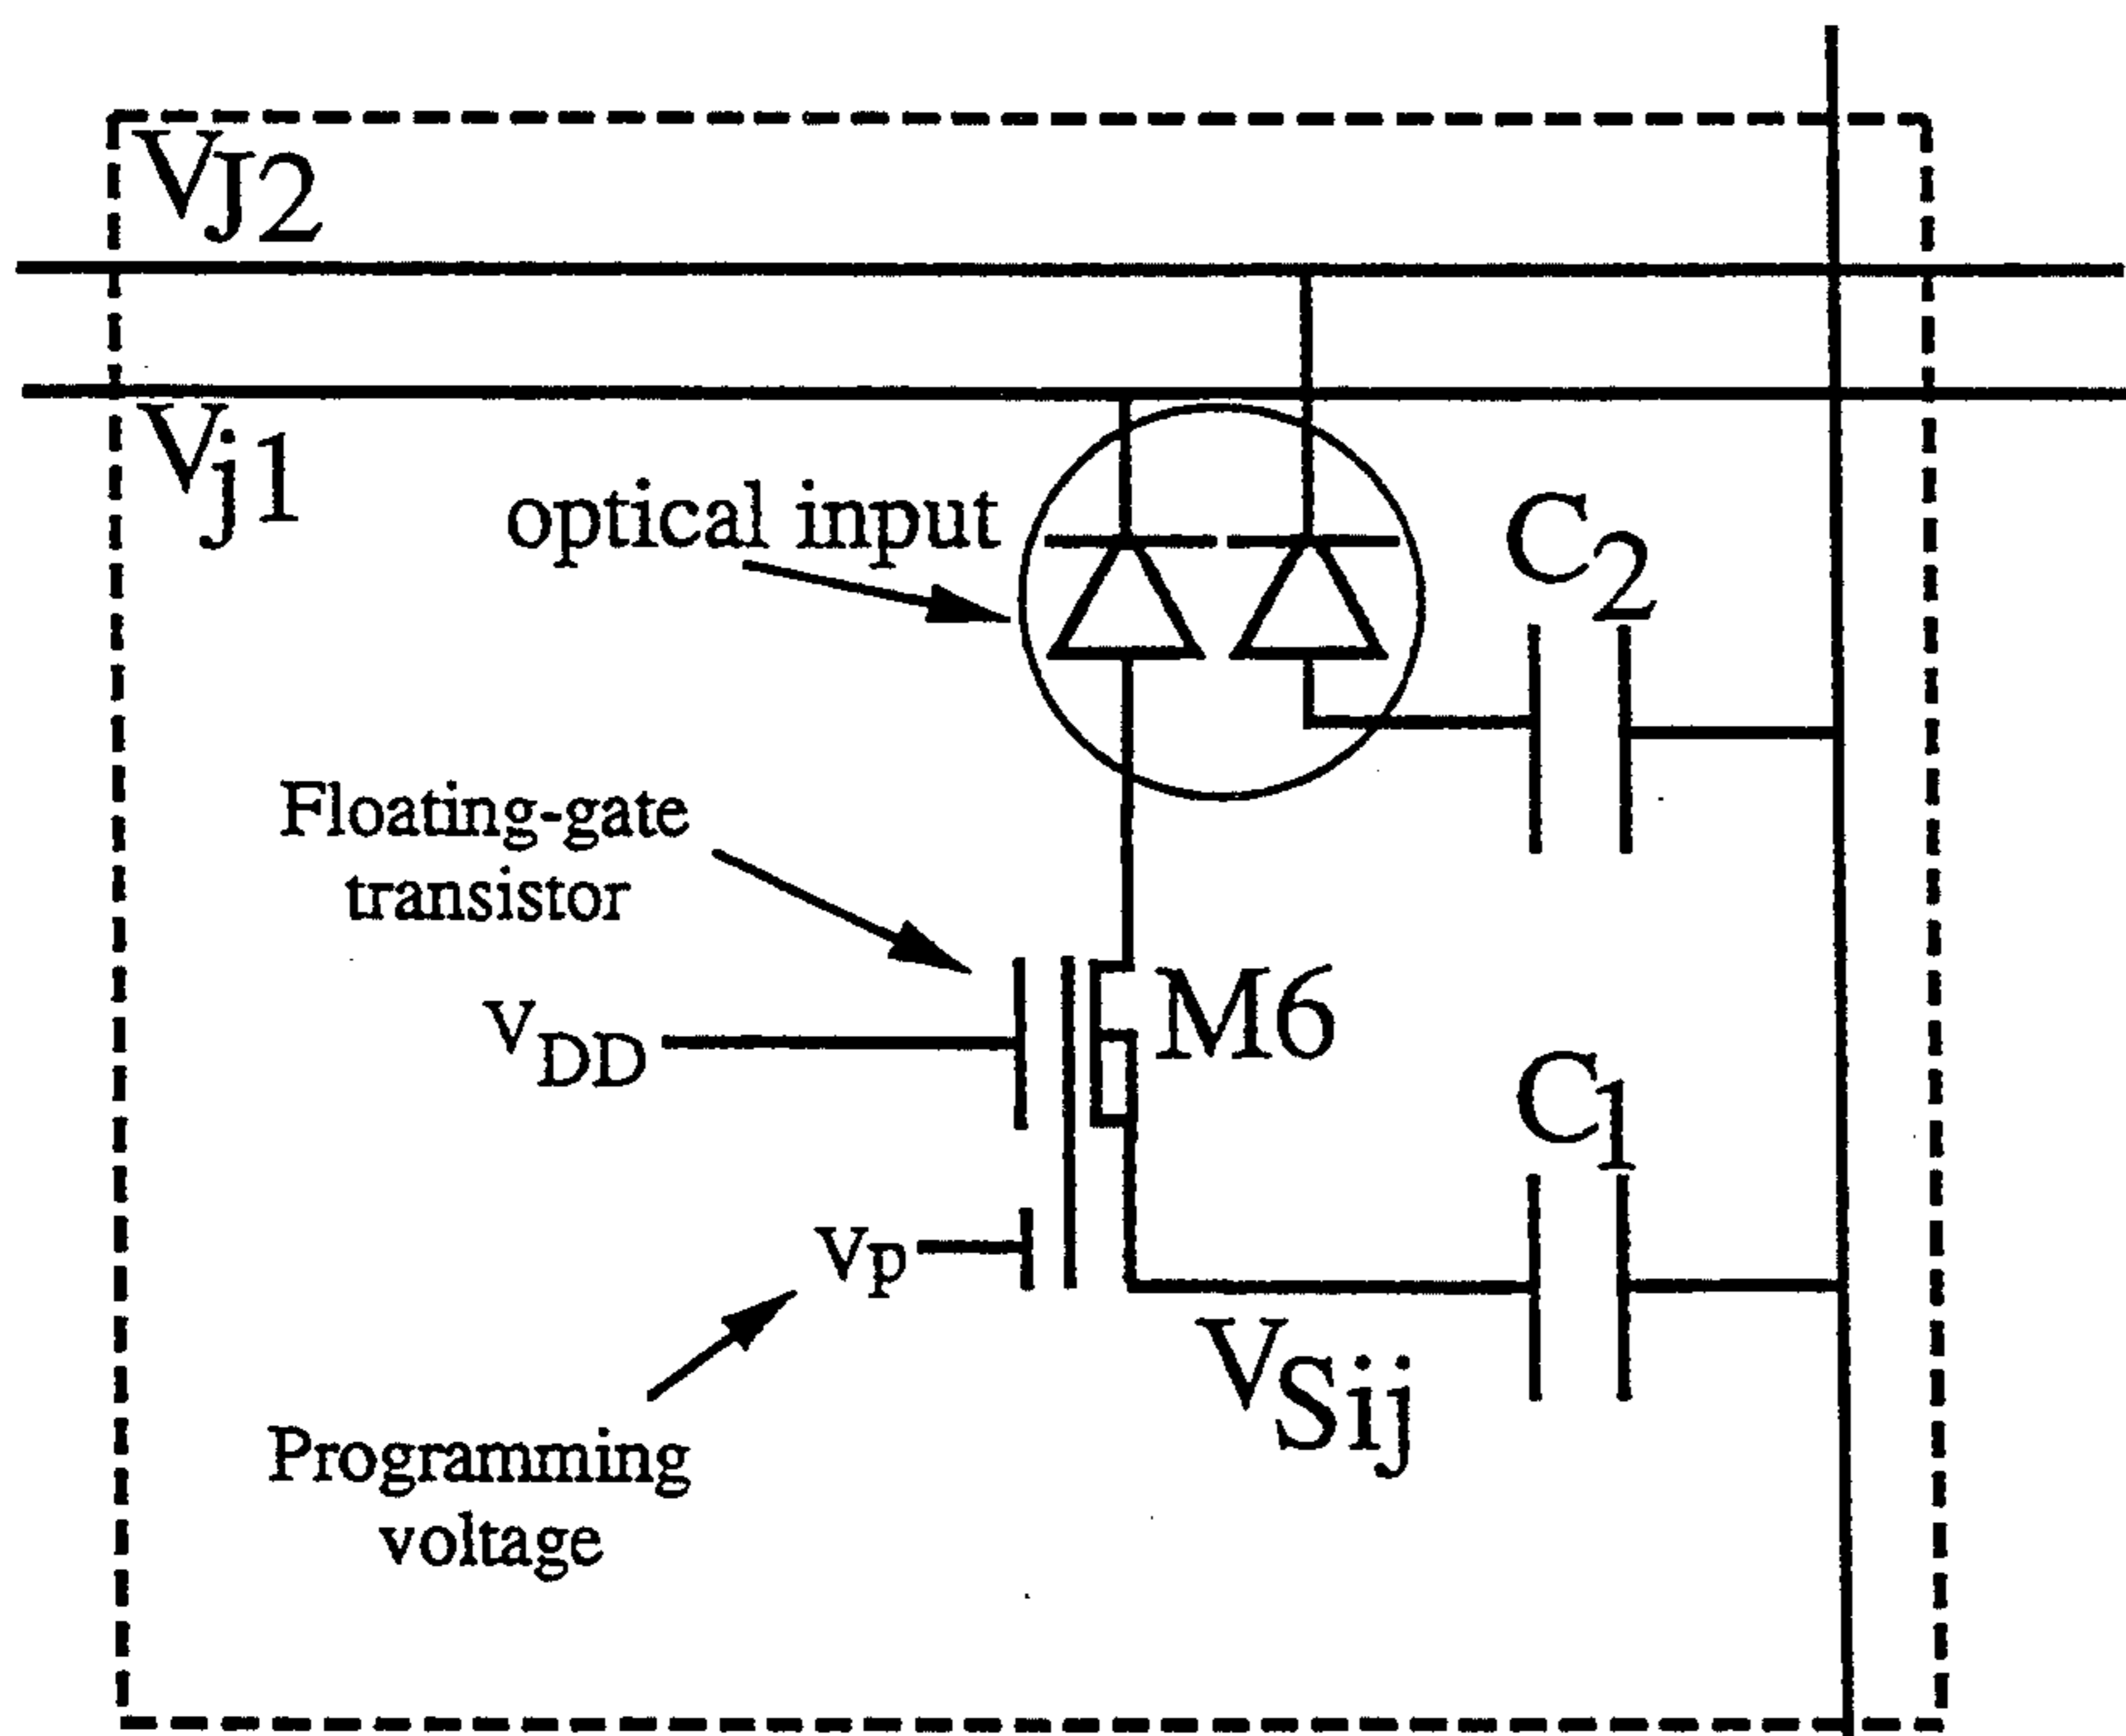 VJ2
Vj1
optical input
C2
Floating-gate
transistor
VDD
M6
C1
Vp
VSij
Programming
voltage